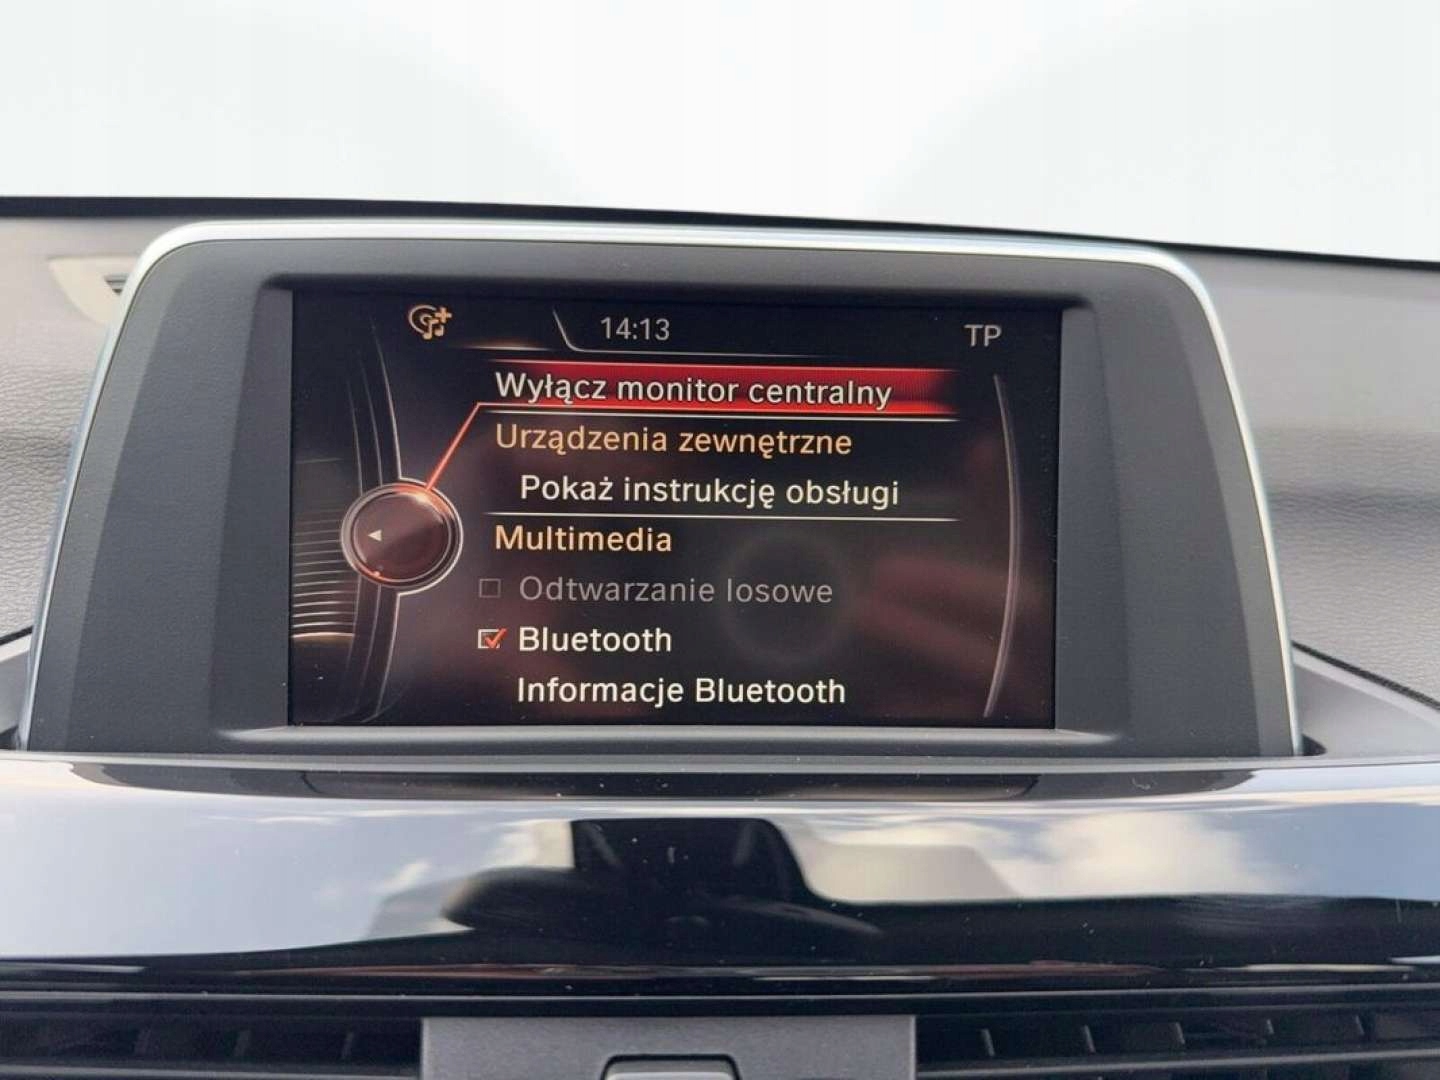 14:13
TP
Wyłącz monitor centralny
Urządzenia zewnętrzne
Pokaż instrukcję obsługi
Multimedia
Odtwarzanie losowe
Bluetooth
Informacje Bluetooth